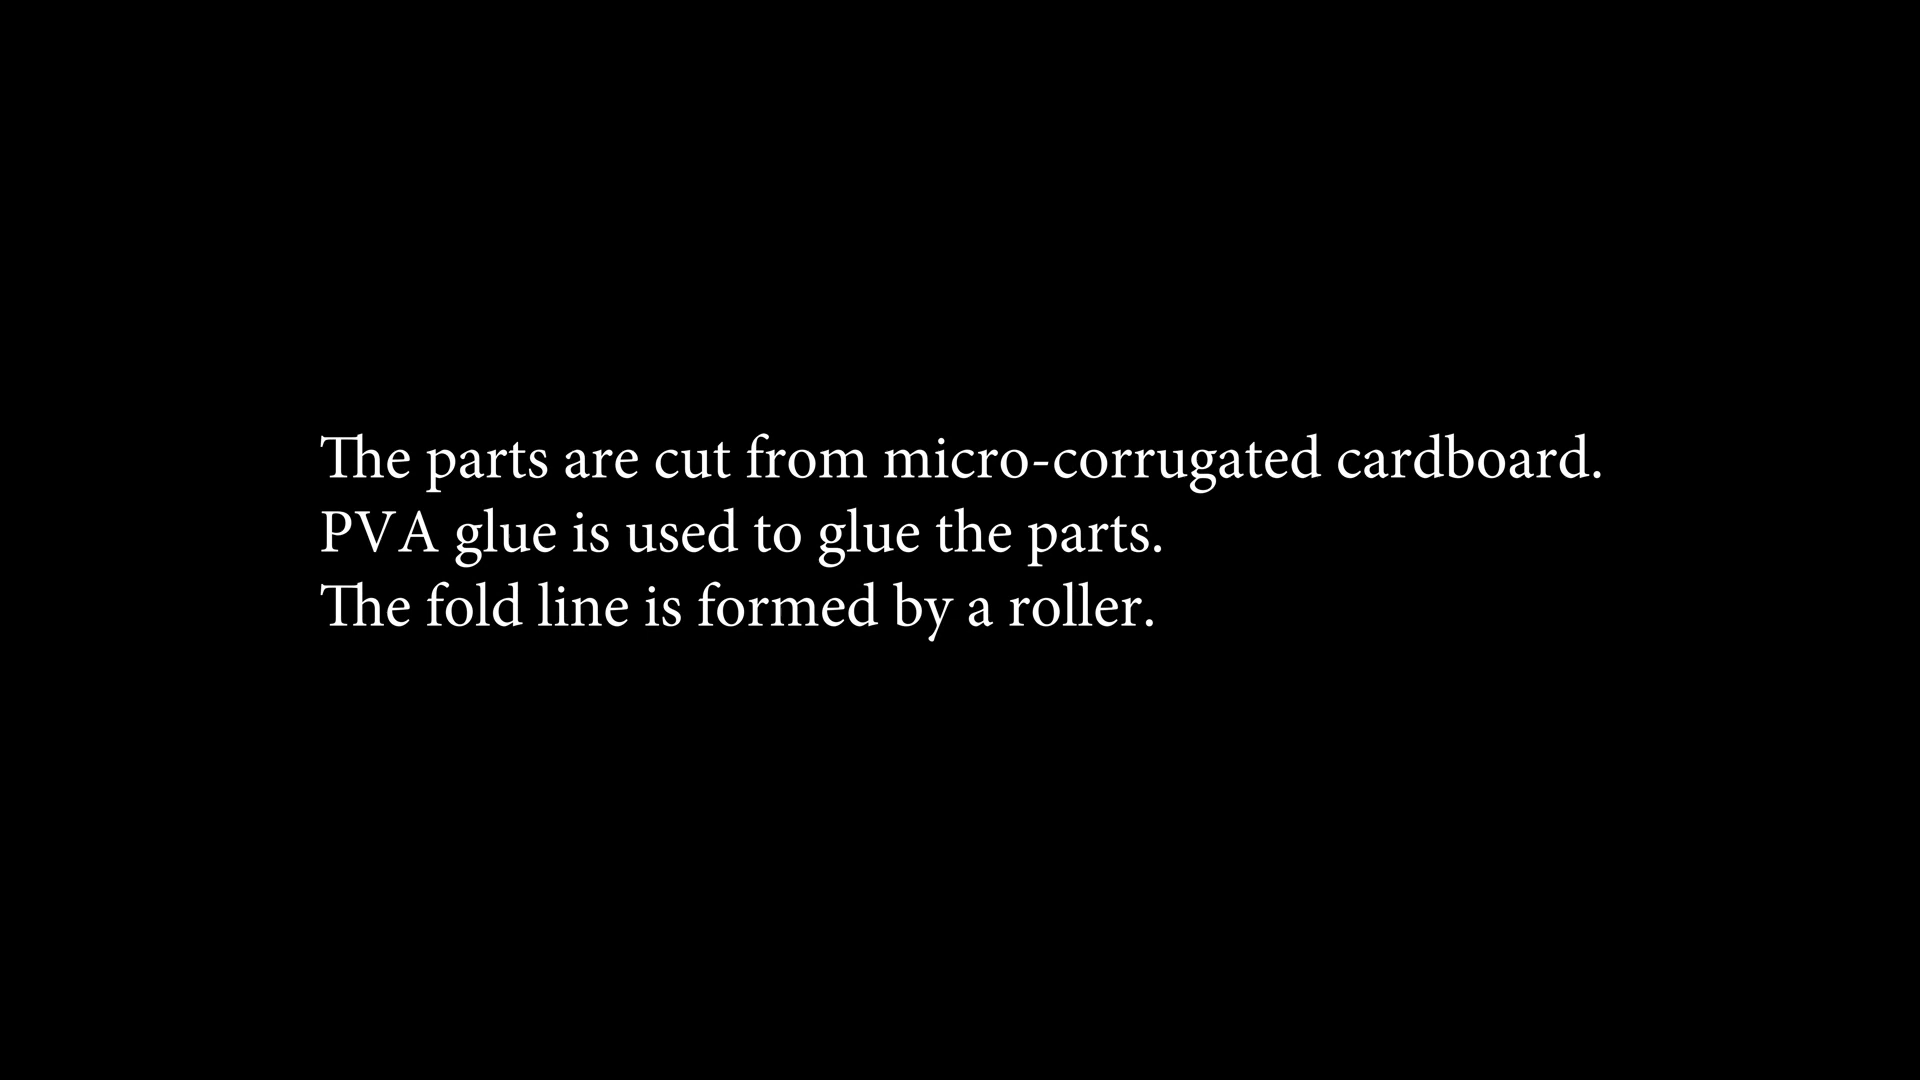 The parts are cut from micro-corrugated cardboard.
PVA glue is used to glue the parts.
The fold line is formed by a roller.